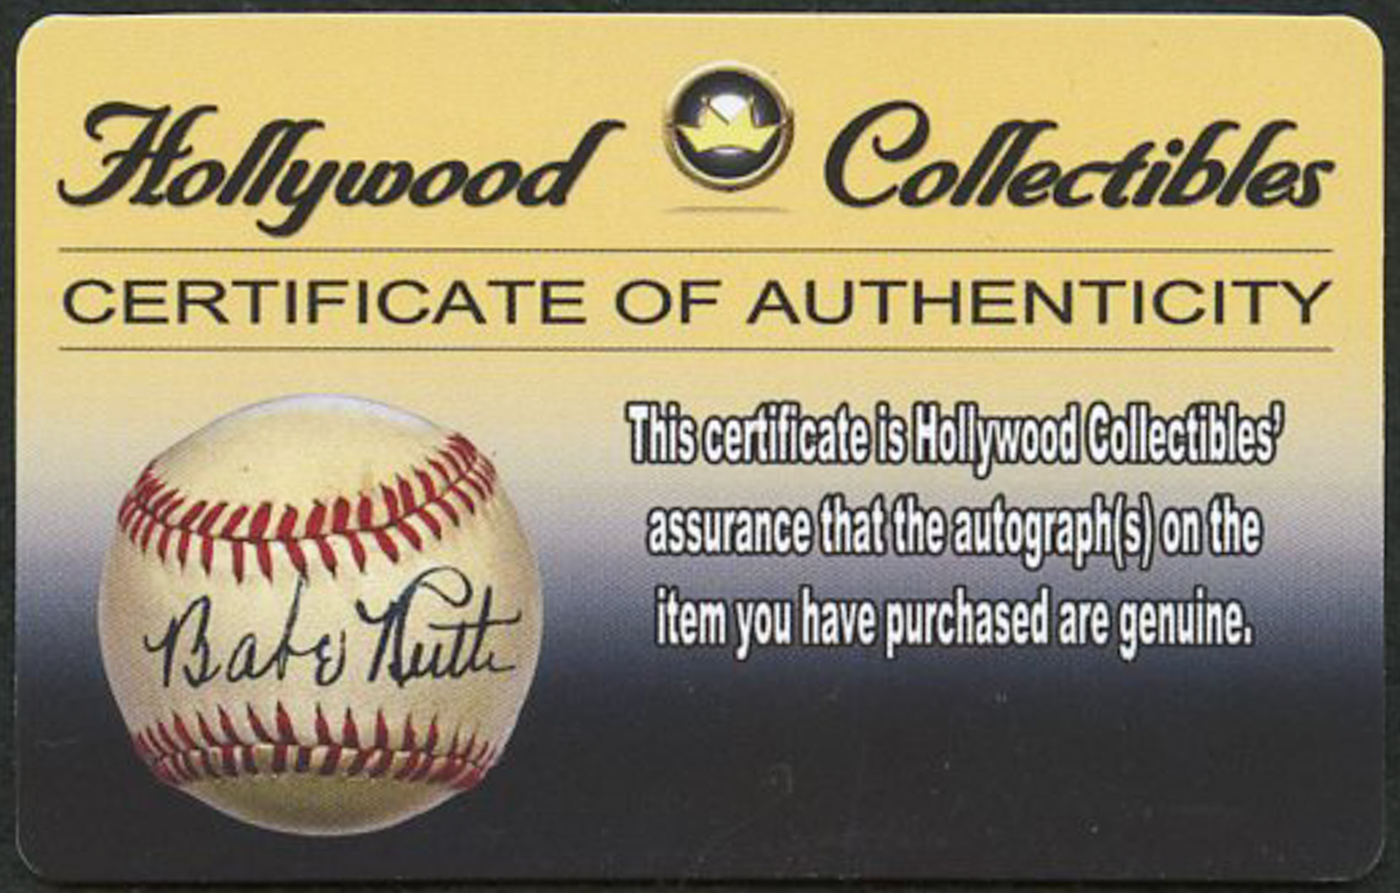 Hollywood Collectibles
CERTIFICATE OF AUTHENTICITY
This certificate is Hollywood Collectibles'
assurance that the autograph(s) on the
item you have purchased are genuine.
Babe Ruth